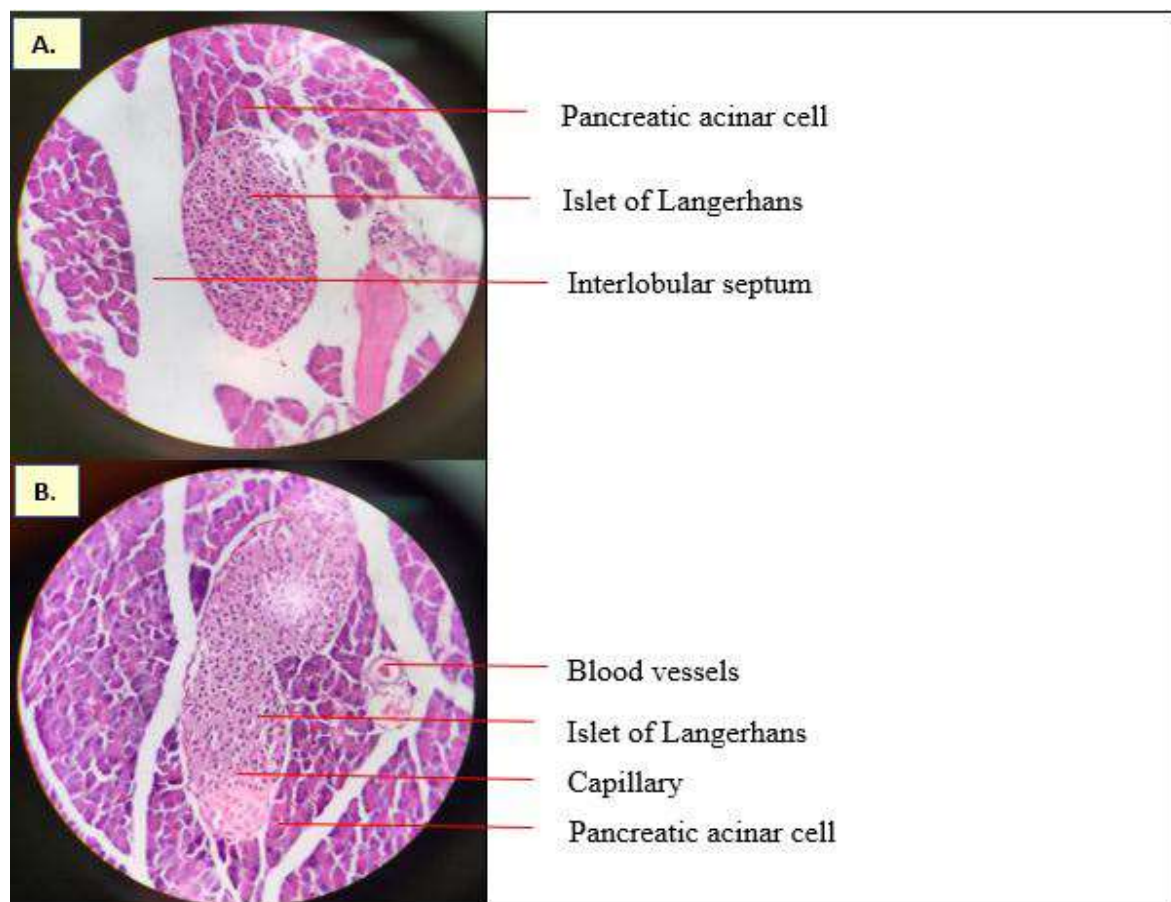 A.
Pancreatic acinar cell
Islet of Langerhans
Interlobular septum
B.
Blood vessels
Islet of Langerhans
Capillary
Pancreatic acinar cell